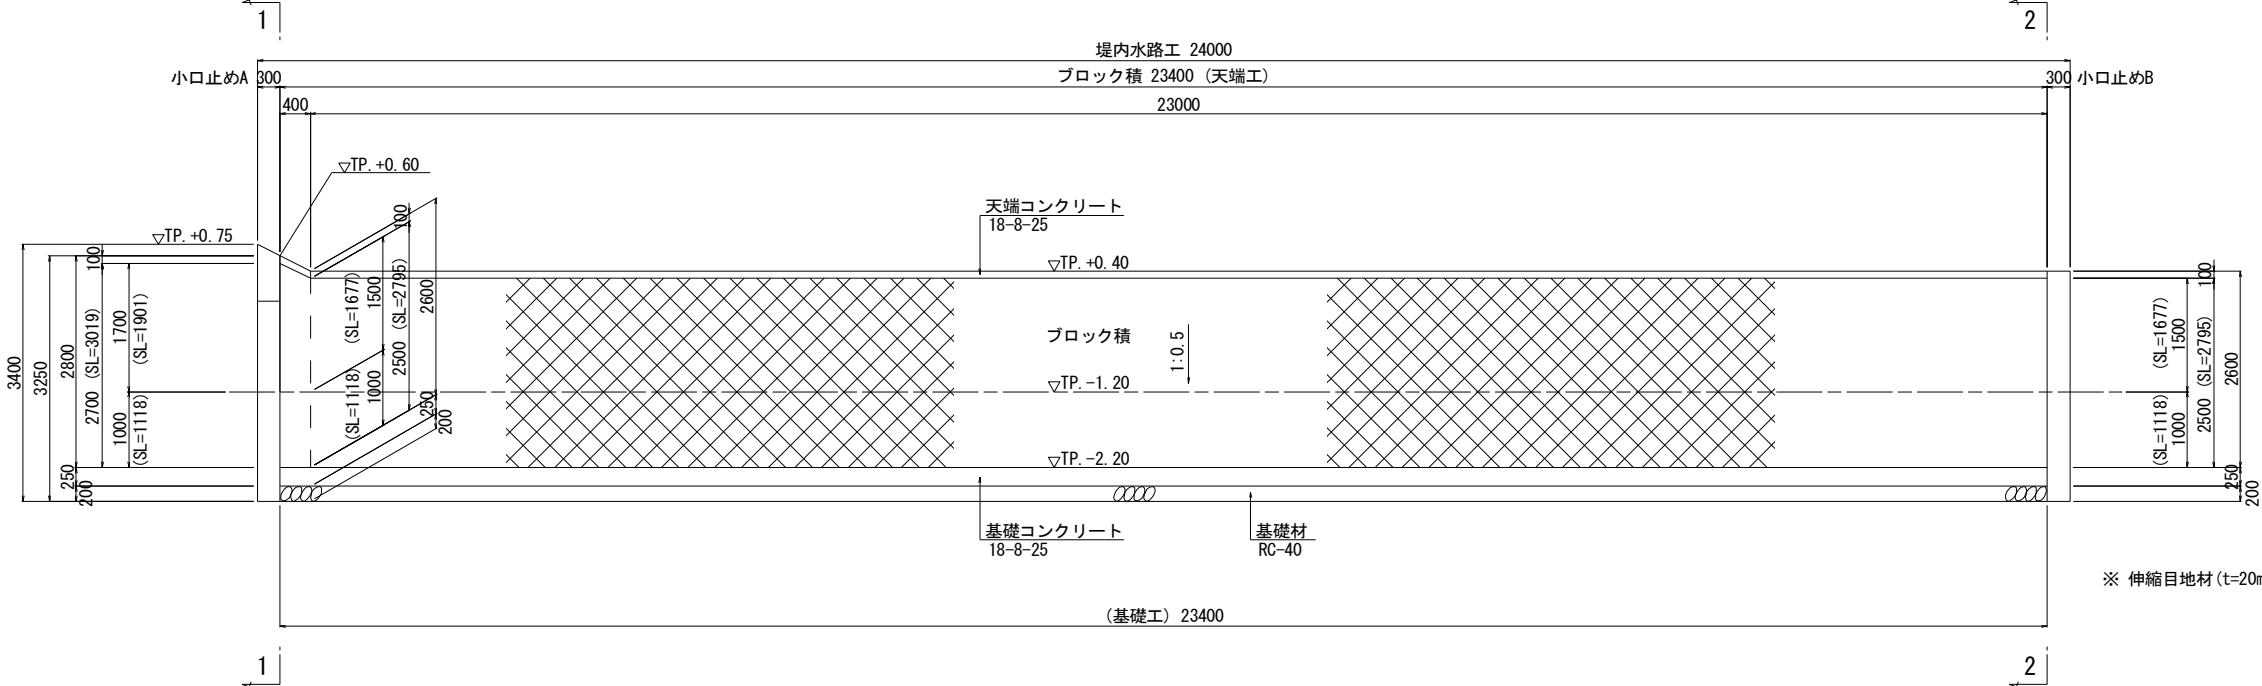 1
2
堤内水路工 24000
小口止めA 300
ブロック積 23400 (天端工)
300 小口止めB
400
23000
▽TP.+0.60
▽TP.+0.75
天端コンクリート
18-8-25
▽TP.+0.40
100
100
100
3400
3250
2800
2700 (SL=3019)
1700
(SL=1901)
1000
(SL=1118)
250
200
(SL=1677)
1500
(SL=1118)
1000
2500 (SL=2795)
2600
250
200
ブロック積
1:0.5
▽TP.-1.20
▽TP.-2.20
(SL=1677)
1500
(SL=1118)
1000
2500 (SL=2795)
2600
250
200
基礎コンクリート
18-8-25
基礎材
RC-40
※ 伸縮目地材(t=20m
(基礎工) 23400
1
2